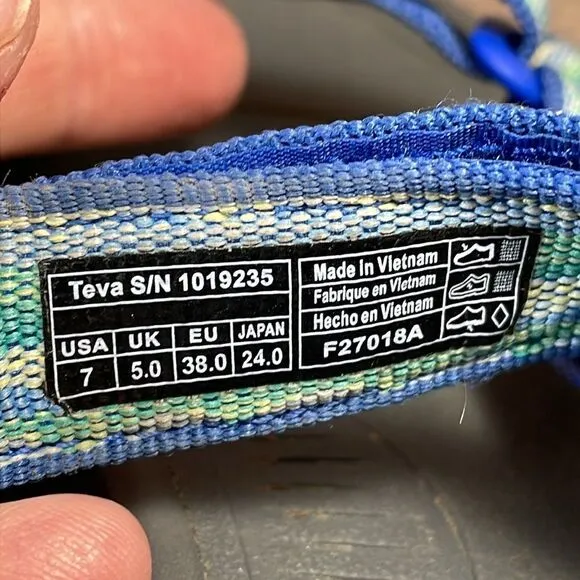 Teva S/N 1019235
USA UK EU JAPAN
7 5.0 38.0 24.0
Made in Vietnam
Fabrique en Vietnam
Hecho en Vietnam
F27018A